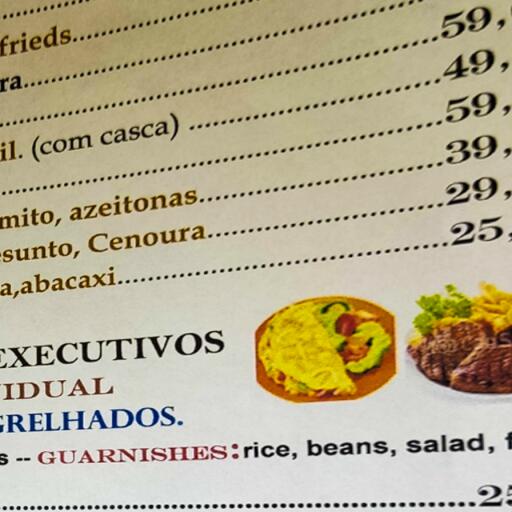 frieds.......... 59,
ra.......... 49,
.......... 59,
il. (com casca) .......... 39,
.......... 29,
mito, azeitonas.......... 25,
esunto, Cenoura..........
a,abacaxi..........
EXECUTIVOS
IDUAL
GRELHADOS.
s -- GUARNISHES: rice, beans, salad, f
.......... 25